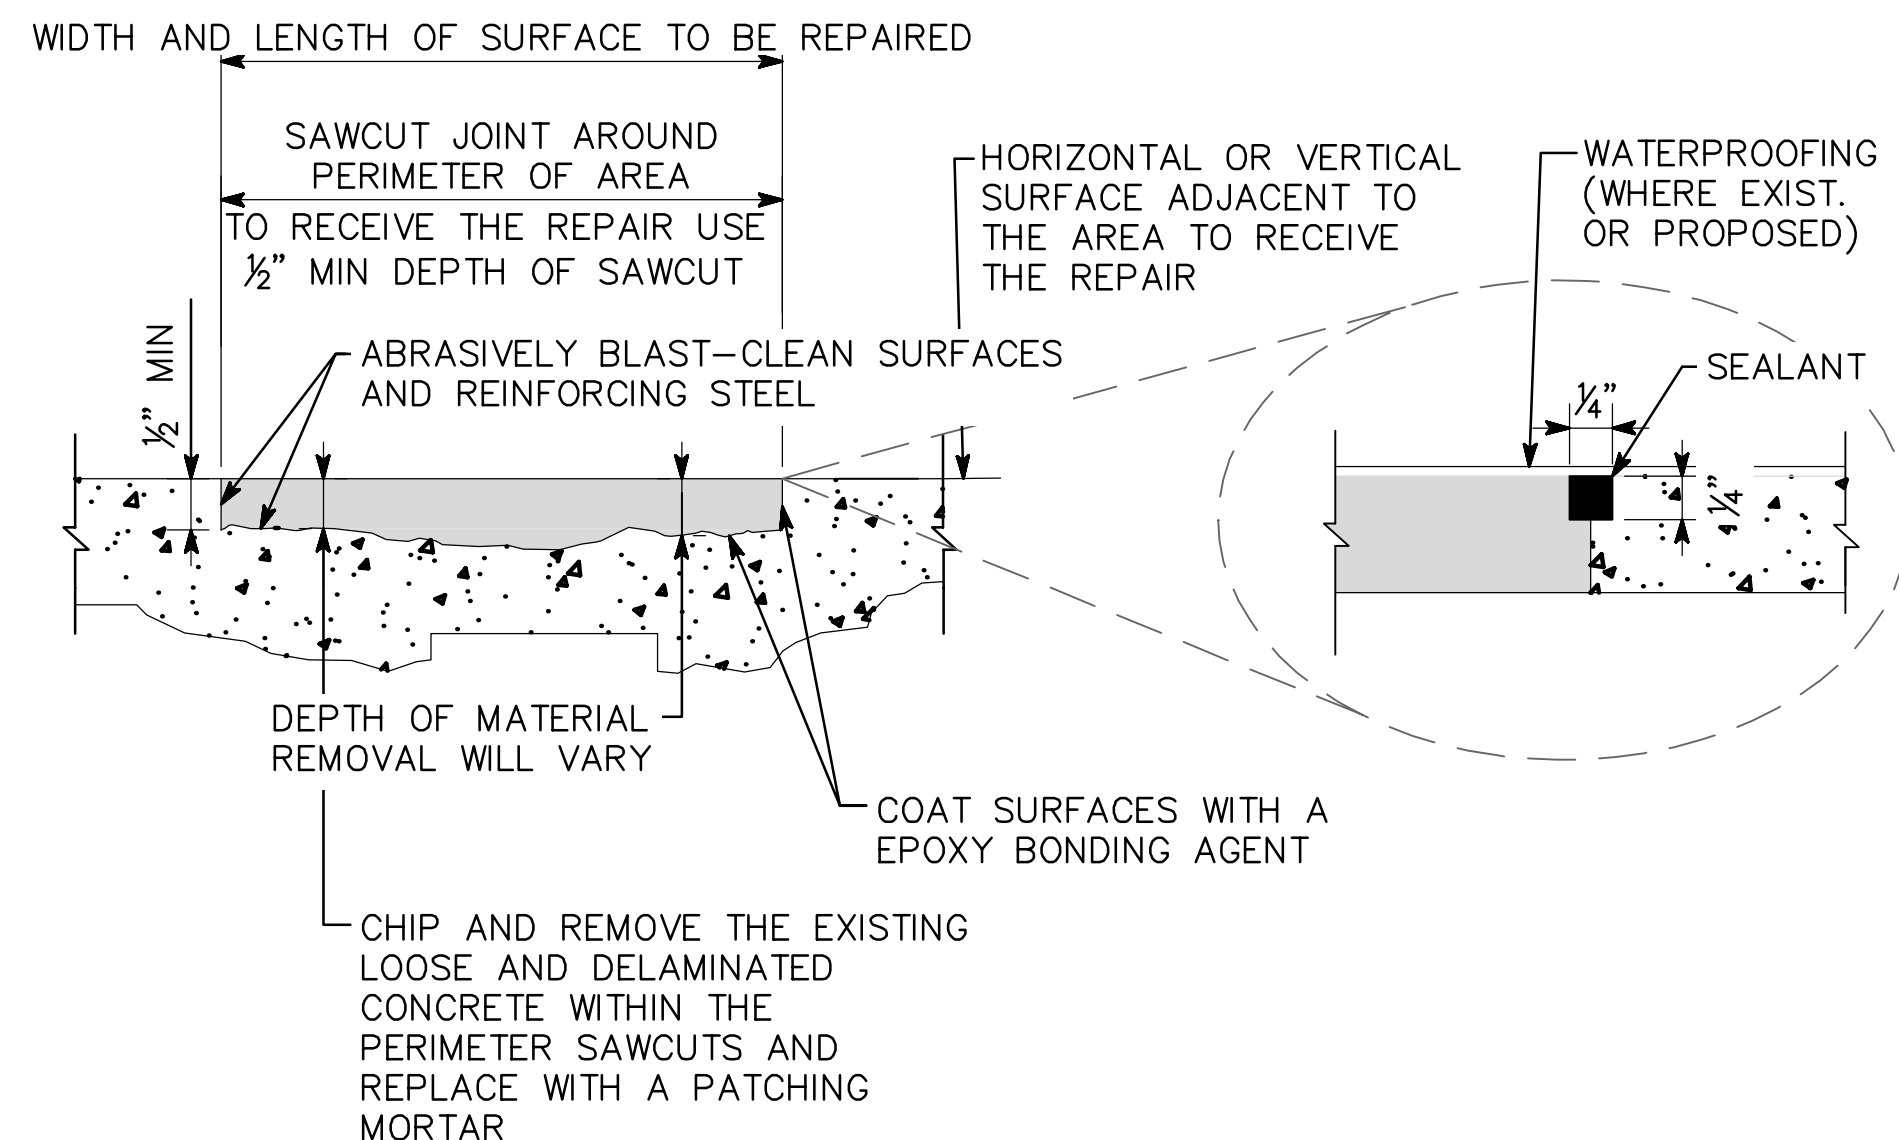 WIDTH AND LENGTH OF SURFACE TO BE REPAIRED
SAWCUT JOINT AROUND
PERIMETER OF AREA
TO RECEIVE THE REPAIR USE
½" MIN DEPTH OF SAWCUT
HORIZONTAL OR VERTICAL
SURFACE ADJACENT TO
THE AREA TO RECEIVE
THE REPAIR
WATERPROOFING
(WHERE EXIST.
OR PROPOSED)
½" MIN
ABRASIVELY BLAST-CLEAN SURFACES
AND REINFORCING STEEL
SEALANT
¼"
¼"
DEPTH OF MATERIAL
REMOVAL WILL VARY
COAT SURFACES WITH A
EPOXY BONDING AGENT
CHIP AND REMOVE THE EXISTING
LOOSE AND DELAMINATED
CONCRETE WITHIN THE
PERIMETER SAWCUTS AND
REPLACE WITH A PATCHING
MORTAR